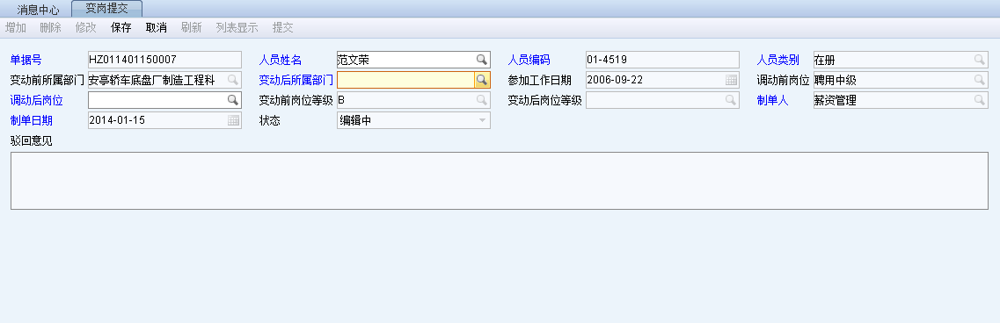 消息中心 变岗提交
增加 删除 修改 保存 取消 刷新 列表显示 提交
单据号 HZ011401150007 人员姓名 范文荣 人员编码 01-4519 人员类别 在册
变动前所属部门 安亭轿车底盘厂制造工程科 变动后所属部门 参加工作日期 2006-09-22 调动前岗位 聘用中级
调动后岗位 变动前岗位等级 B 变动后岗位等级 制单人 薪资管理
制单日期 2014-01-15 状态 编辑中
驳回意见